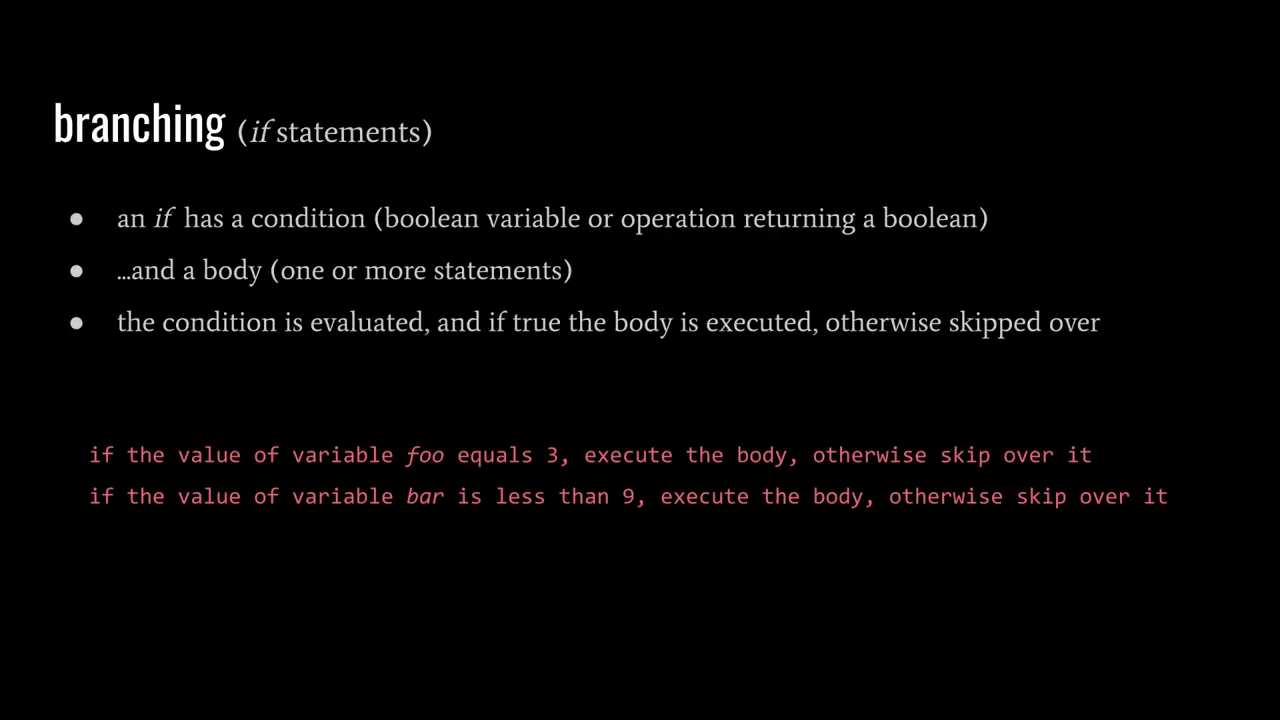 branching (if statements)
● an if has a condition (boolean variable or operation returning a boolean)
● …and a body (one or more statements)
● the condition is evaluated, and if true the body is executed, otherwise skipped over
if the value of variable foo equals 3, execute the body, otherwise skip over it
if the value of variable bar is less than 9, execute the body, otherwise skip over it